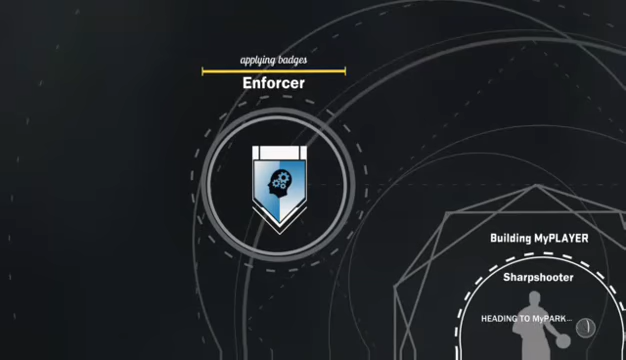 applying badges
Enforcer
Building MyPLAYER
Sharpshooter
HEADING TO MyPARK...